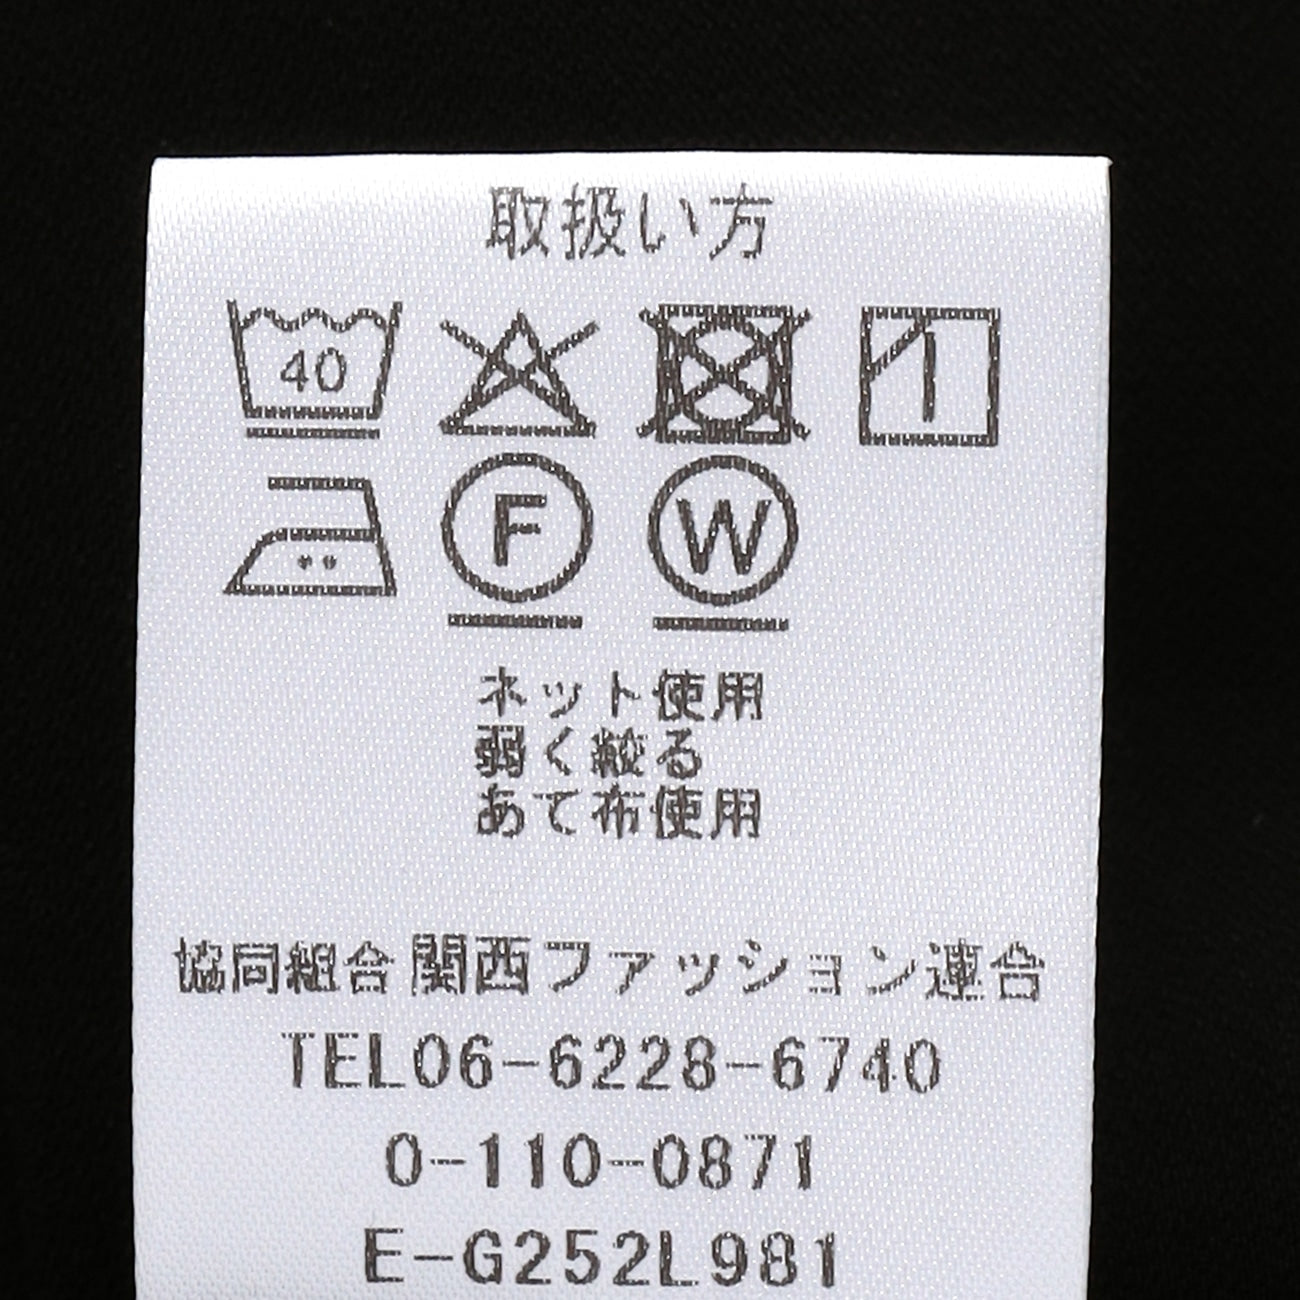 取扱い方
40
F W
ネット使用
弱く絞る
あて布使用
協同組合関西ファッション連合
TEL06-6228-6740
0-110-0871
E-G252L981